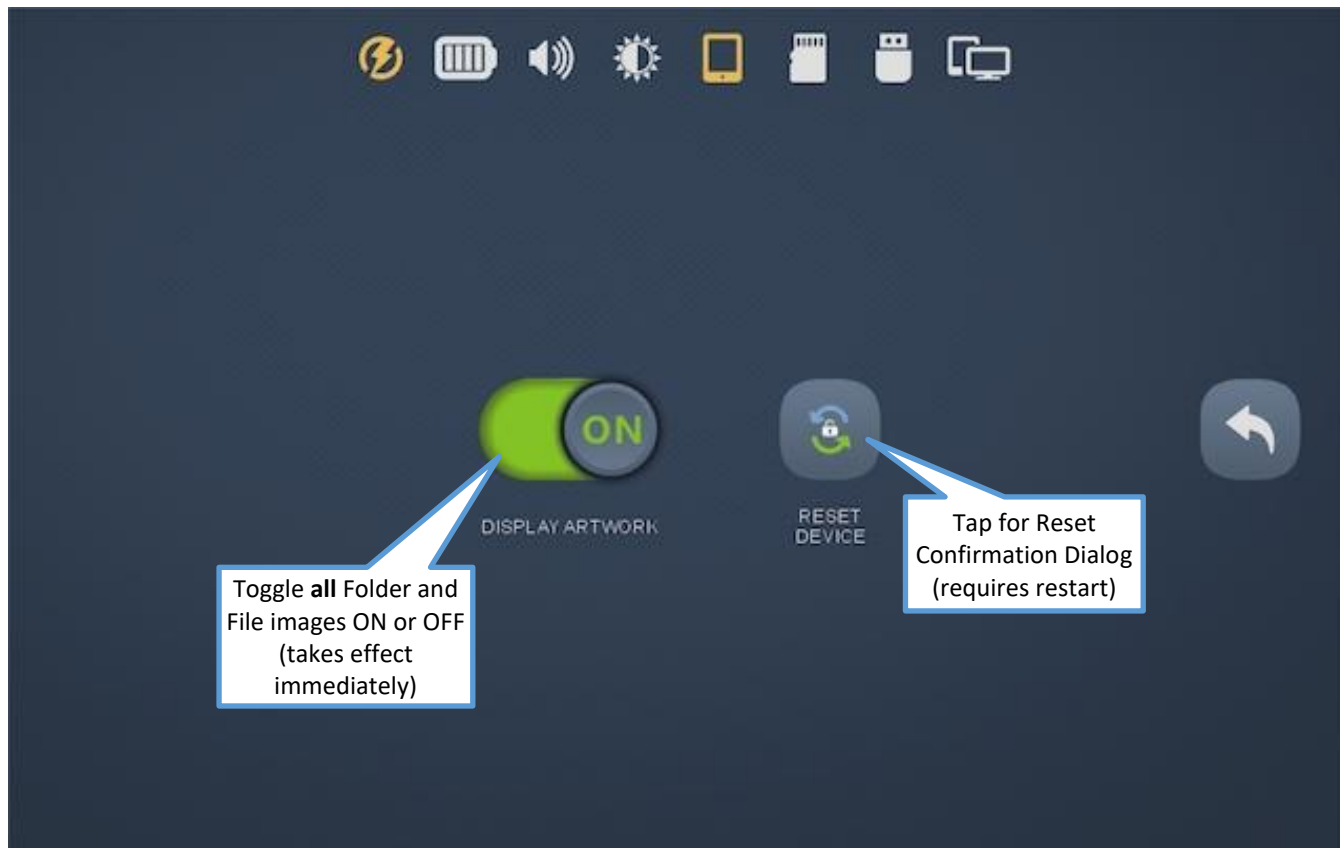 ON
DISPLAY ARTWORK
RESET
DEVICE
Toggle all Folder and
File images ON or OFF
(takes effect
immediately)
Tap for Reset
Confirmation Dialog
(requires restart)